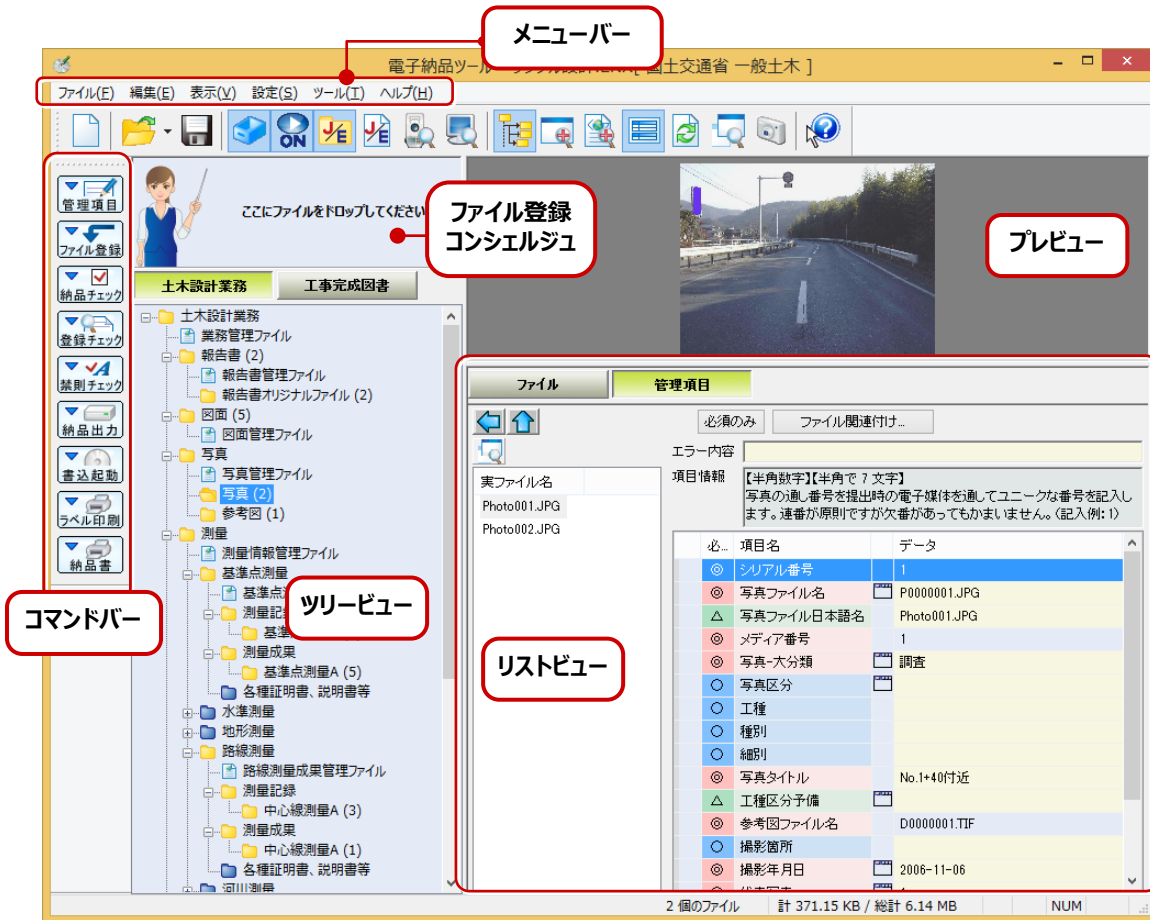 メニューバー
電子納品ツール
国土交通省 一般土木 ]
ファイル(F) 編集(E) 表示(V) 設定(S) ツール(T) ヘルプ(H)
ON
J/E
J/E
管理項目
ファイル登録
納品チェック
登録チェック
禁則チェック
納品出力
書込起動
ラベル印刷
納品書
コマンドバー
ここにファイルをドロップしてください
ファイル登録
コンシェルジュ
プレビュー
土木設計業務 工事完成図書
土木設計業務
業務管理ファイル
報告書 (2)
報告書管理ファイル
報告書オリジナルファイル (2)
図面 (5)
図面管理ファイル
写真
写真管理ファイル
写真 (2)
参考図 (1)
測量
測量情報管理ファイル
基準点測量
基準点
測量記
基準
測量成果
基準点測量A (5)
各種証明書、説明書等
水準測量
地形測量
路線測量
路線測量成果管理ファイル
測量記録
中心線測量A (3)
測量成果
中心線測量A (1)
各種証明書、説明書等
河川測量
ツリービュー
ファイル 管理項目
必須のみ ファイル関連付け...
エラー内容
項目情報 【半角数字】【半角で 7 文字】
写真の通し番号を提出時の電子媒体を通してユニークな番号を記入し
ます。連番が原則ですが欠番があってもかまいません。(記入例:1)
実ファイル名
Photo001.JPG
Photo002.JPG
リストビュー
必... 項目名 データ
◎ シリアル番号 1
◎ 写真ファイル名 P0000001.JPG
△ 写真ファイル日本語名 Photo001.JPG
◎ メディア番号 1
◎ 写真-大分類 調査
○ 写真区分
○ 工種
○ 種別
○ 細別
◎ 写真タイトル No.1+40付近
△ 工種区分予備
◎ 参考図ファイル名 D0000001.TIF
○ 撮影箇所
◎ 撮影年月日 2006-11-06
2 個のファイル 計 371.15 KB / 総計 6.14 MB NUM